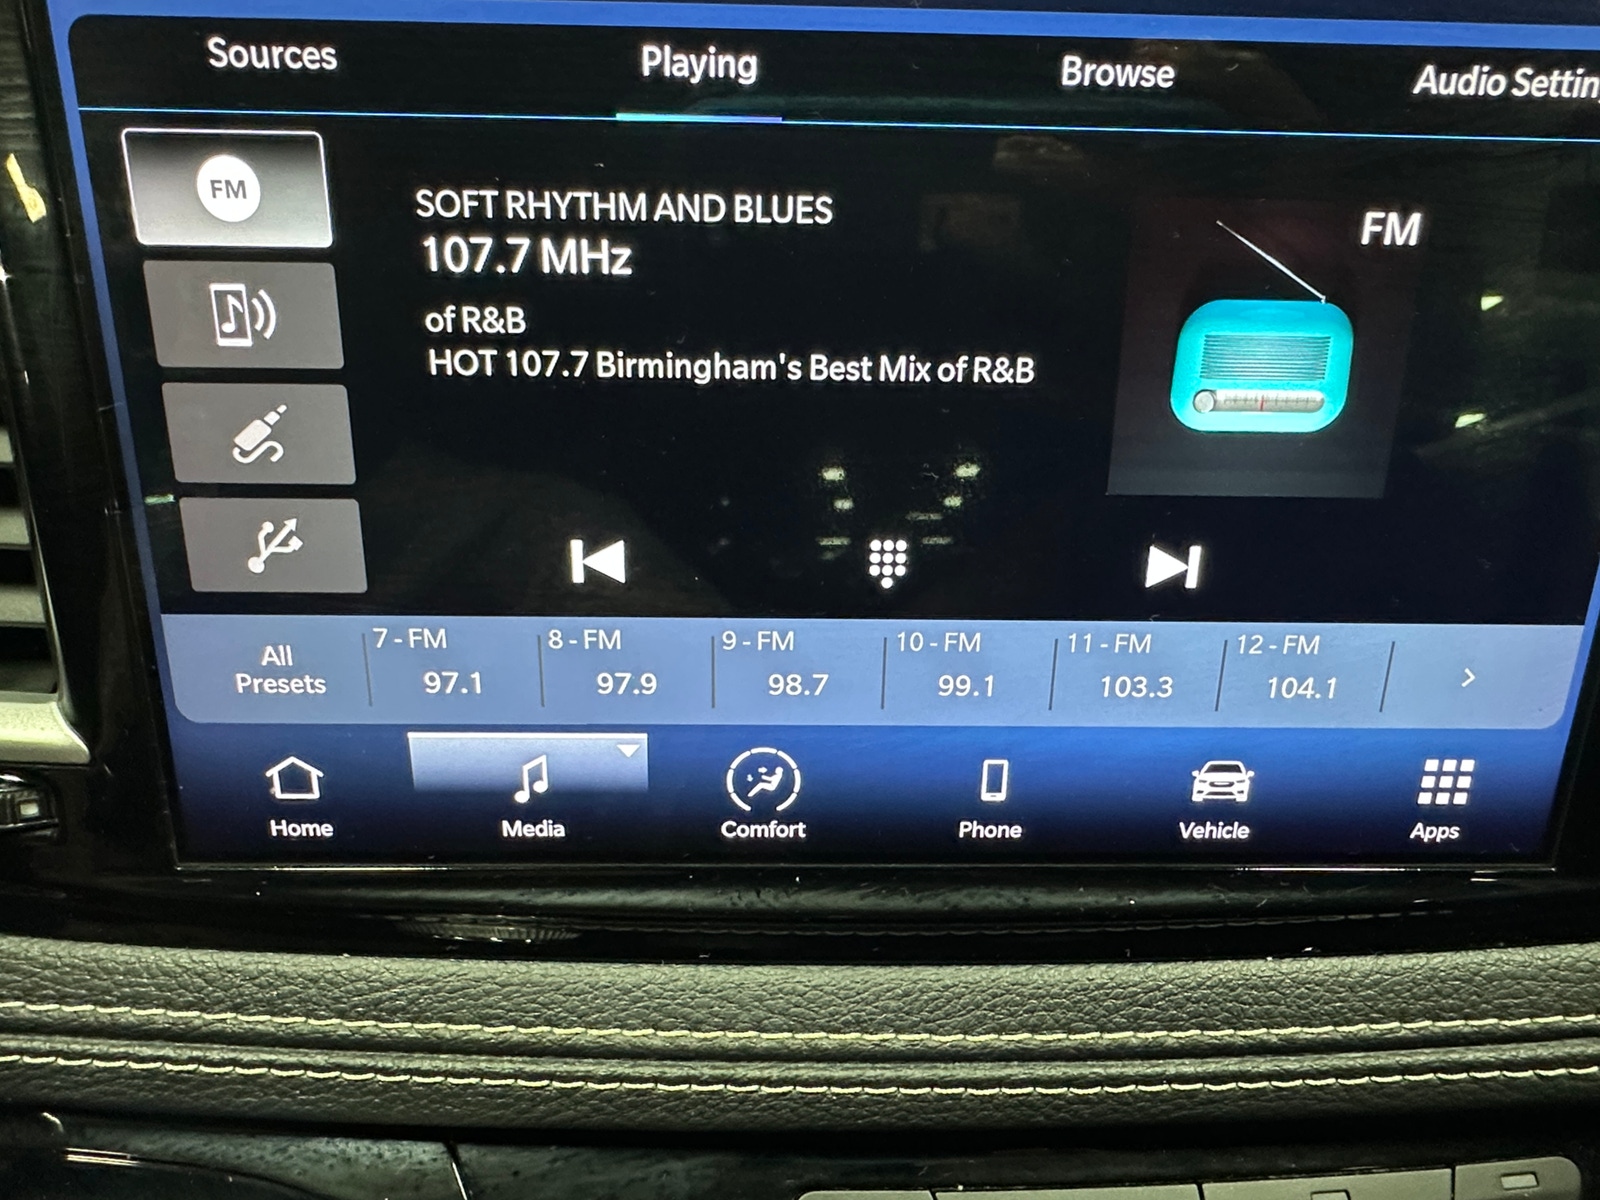 Sources
Playing
Browse
Audio Settin
FM
SOFT RHYTHM AND BLUES
107.7 MHz
of R&B
HOT 107.7 Birmingham's Best Mix of R&B
FM
All
Presets
7 - FM
97.1
8 - FM
97.9
9 - FM
98.7
10 - FM
99.1
11 - FM
103.3
12 - FM
104.1
Home
Media
Comfort
Phone
Vehicle
Apps